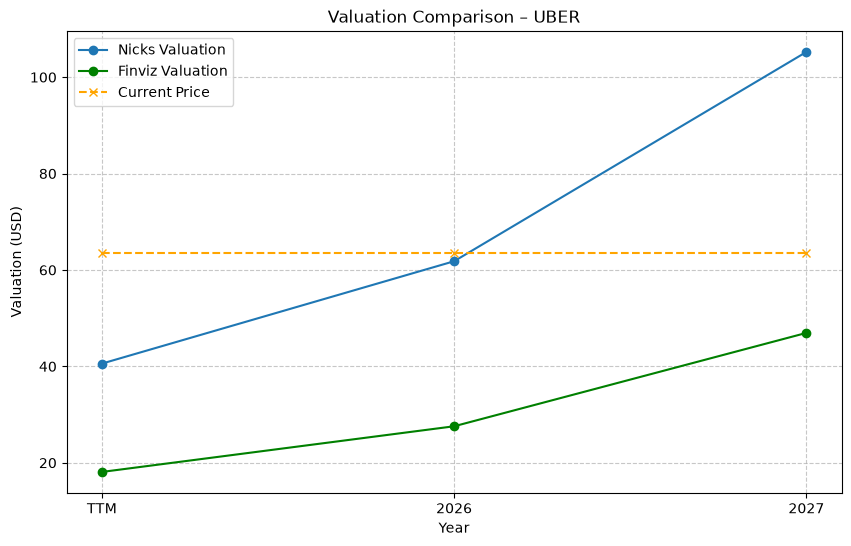 Valuation Comparison – UBER
Nicks Valuation
Finviz Valuation
Current Price
Valuation (USD)
100
80
60
40
20
TTM
2026
2027
Year